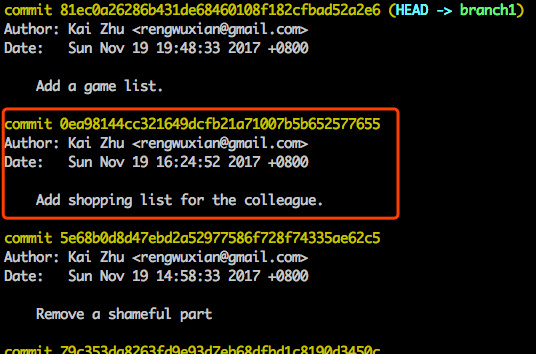 commit 81ec0a26286b431de68460108f182cfbad52a2e6 (HEAD -> branch1)
Author: Kai Zhu <rengwuxian@gmail.com>
Date:   Sun Nov 19 19:48:33 2017 +0800
Add a game list.
commit 0ea98144cc321649dcfb21a71007b5b652577655
Author: Kai Zhu <rengwuxian@gmail.com>
Date:   Sun Nov 19 16:24:52 2017 +0800
Add shopping list for the colleague.
commit 5e68b0d8d47ebd2a52977586f728f74335ae62c5
Author: Kai Zhu <rengwuxian@gmail.com>
Date:   Sun Nov 19 14:58:33 2017 +0800
Remove a shameful part
commit 79c353da8263fd9e93d7eb68dfhd1c8190d3450c